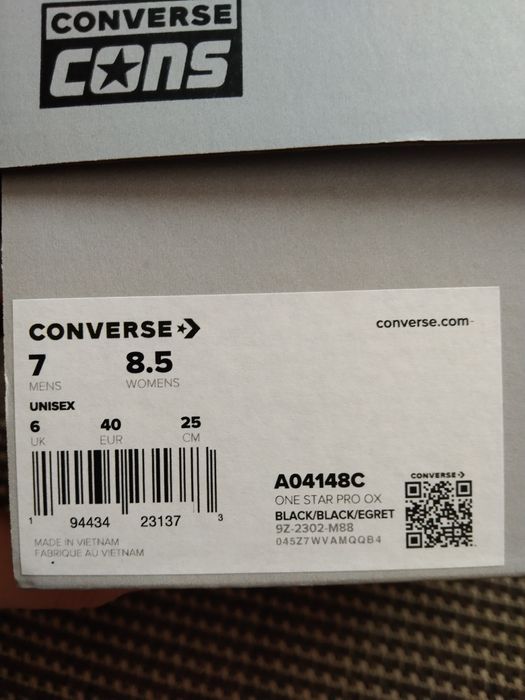 CONVERSE
CONS
CONVERSE
converse.com
7 8.5
MENS WOMENS
UNISEX
6 40 25
UK EUR CM
1 94434 23137 3
MADE IN VIETNAM
FABRIQUE AU VIETNAM
CONVERSE
A04148C
ONE STAR PRO OX
BLACK/BLACK/EGRET
9Z-2302-M88
045Z7WVAMQQB4